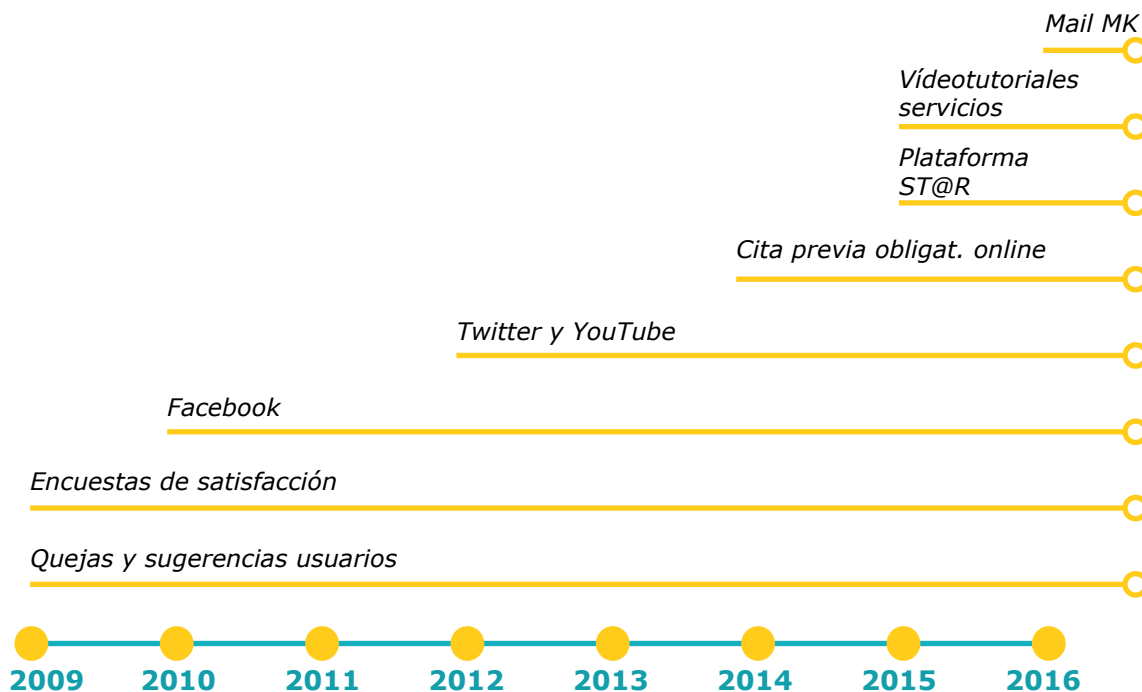 Mail MK
Vídeotutoriales
servicios
Plataforma
ST@R
Cita previa obligat. online
Twitter y YouTube
Facebook
Encuestas de satisfacción
Quejas y sugerencias usuarios
2009 2010 2011 2012 2013 2014 2015 2016